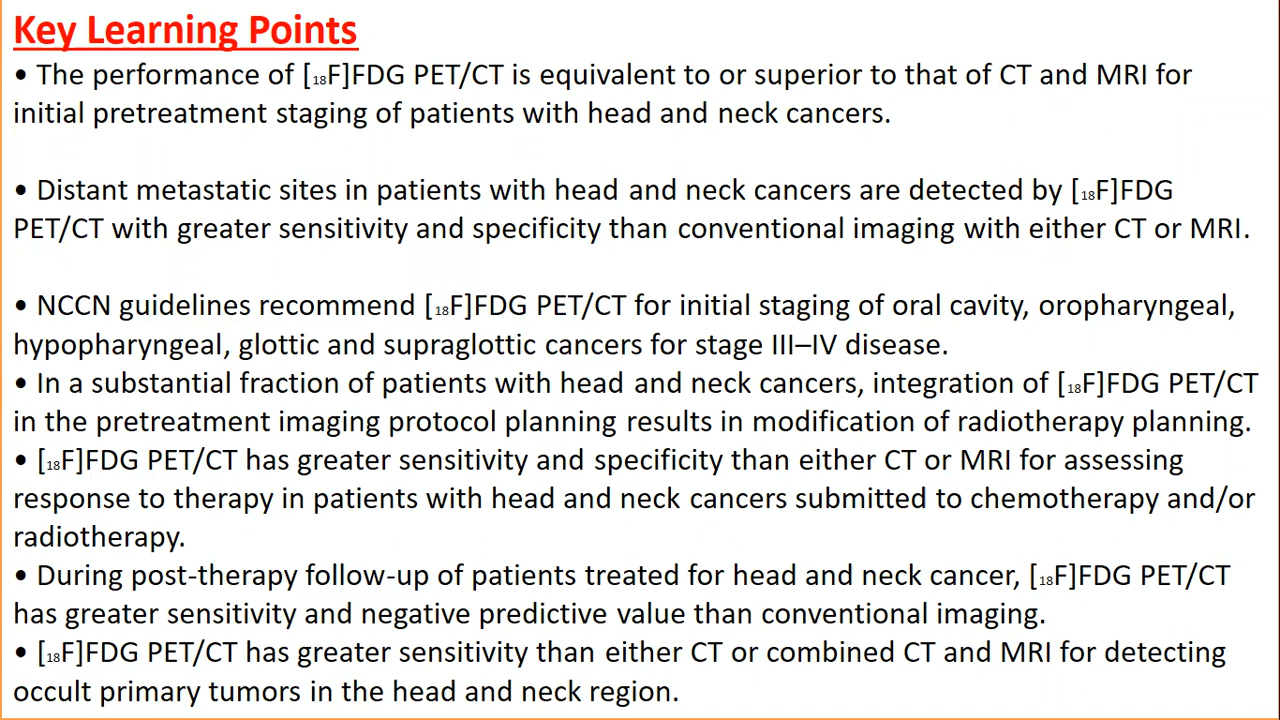 Key Learning Points
• The performance of [18F]FDG PET/CT is equivalent to or superior to that of CT and MRI for
initial pretreatment staging of patients with head and neck cancers.
• Distant metastatic sites in patients with head and neck cancers are detected by [18F]FDG
PET/CT with greater sensitivity and specificity than conventional imaging with either CT or MRI.
• NCCN guidelines recommend [18F]FDG PET/CT for initial staging of oral cavity, oropharyngeal,
hypopharyngeal, glottic and supraglottic cancers for stage III–IV disease.
• In a substantial fraction of patients with head and neck cancers, integration of [18F]FDG PET/CT
in the pretreatment imaging protocol planning results in modification of radiotherapy planning.
• [18F]FDG PET/CT has greater sensitivity and specificity than either CT or MRI for assessing
response to therapy in patients with head and neck cancers submitted to chemotherapy and/or
radiotherapy.
• During post-therapy follow-up of patients treated for head and neck cancer, [18F]FDG PET/CT
has greater sensitivity and negative predictive value than conventional imaging.
• [18F]FDG PET/CT has greater sensitivity than either CT or combined CT and MRI for detecting
occult primary tumors in the head and neck region.